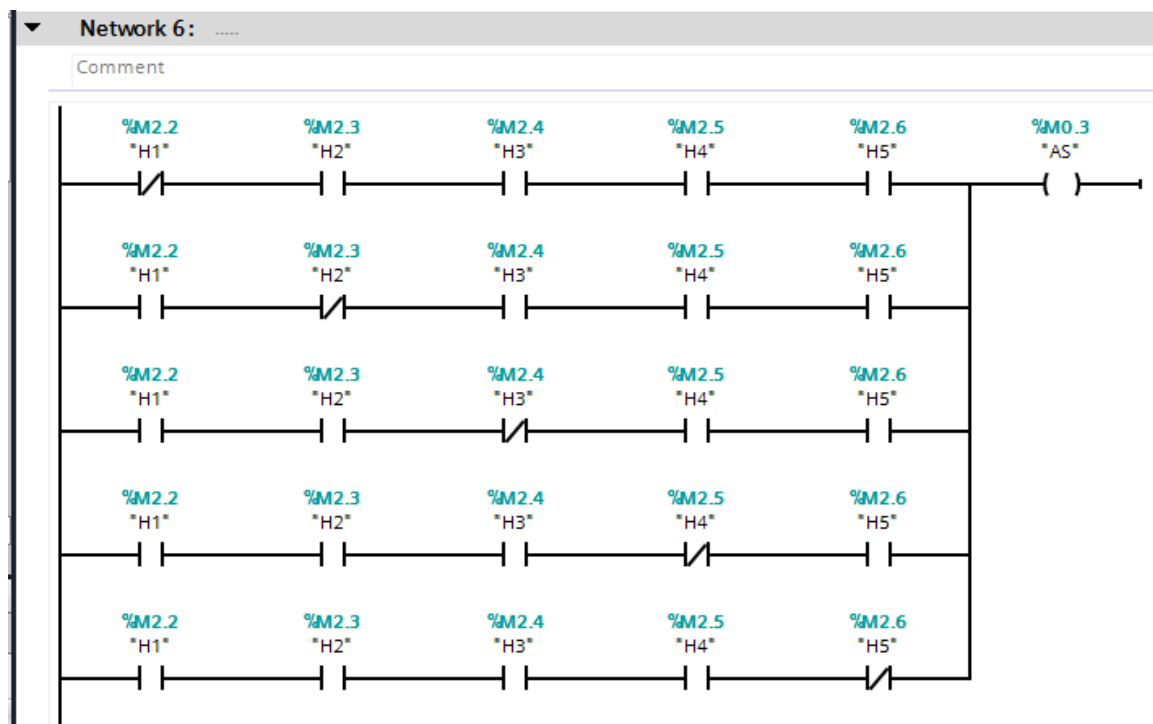 Network 6: .....
Comment
%M2.2 %M2.3 %M2.4 %M2.5 %M2.6 %M0.3
"H1" "H2" "H3" "H4" "H5" "AS"
%M2.2 %M2.3 %M2.4 %M2.5 %M2.6
"H1" "H2" "H3" "H4" "H5"
%M2.2 %M2.3 %M2.4 %M2.5 %M2.6
"H1" "H2" "H3" "H4" "H5"
%M2.2 %M2.3 %M2.4 %M2.5 %M2.6
"H1" "H2" "H3" "H4" "H5"
%M2.2 %M2.3 %M2.4 %M2.5 %M2.6
"H1" "H2" "H3" "H4" "H5"